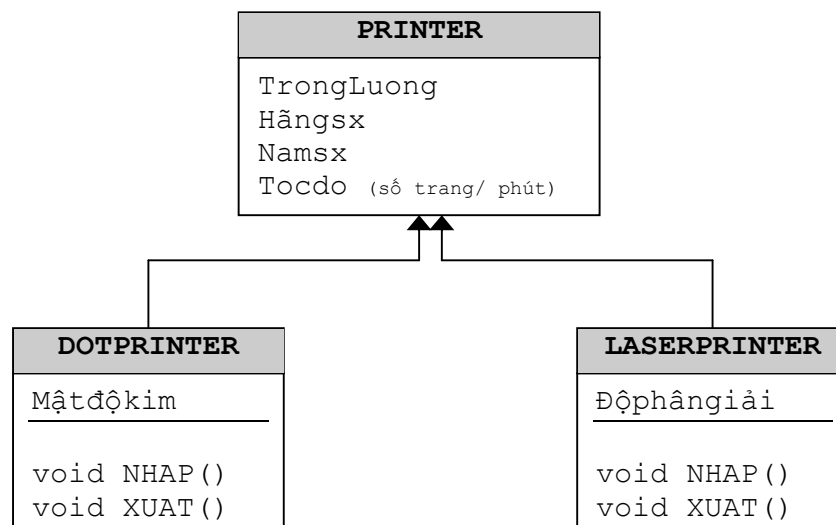 PRINTER
TrongLuong
Hãngsx
Namsx
Tocdo (số trang/ phút)
DOTPRINTER
Mậtđộkim
void NHAP()
void XUAT()
LASERPRINTER
Độphângiải
void NHAP()
void XUAT()